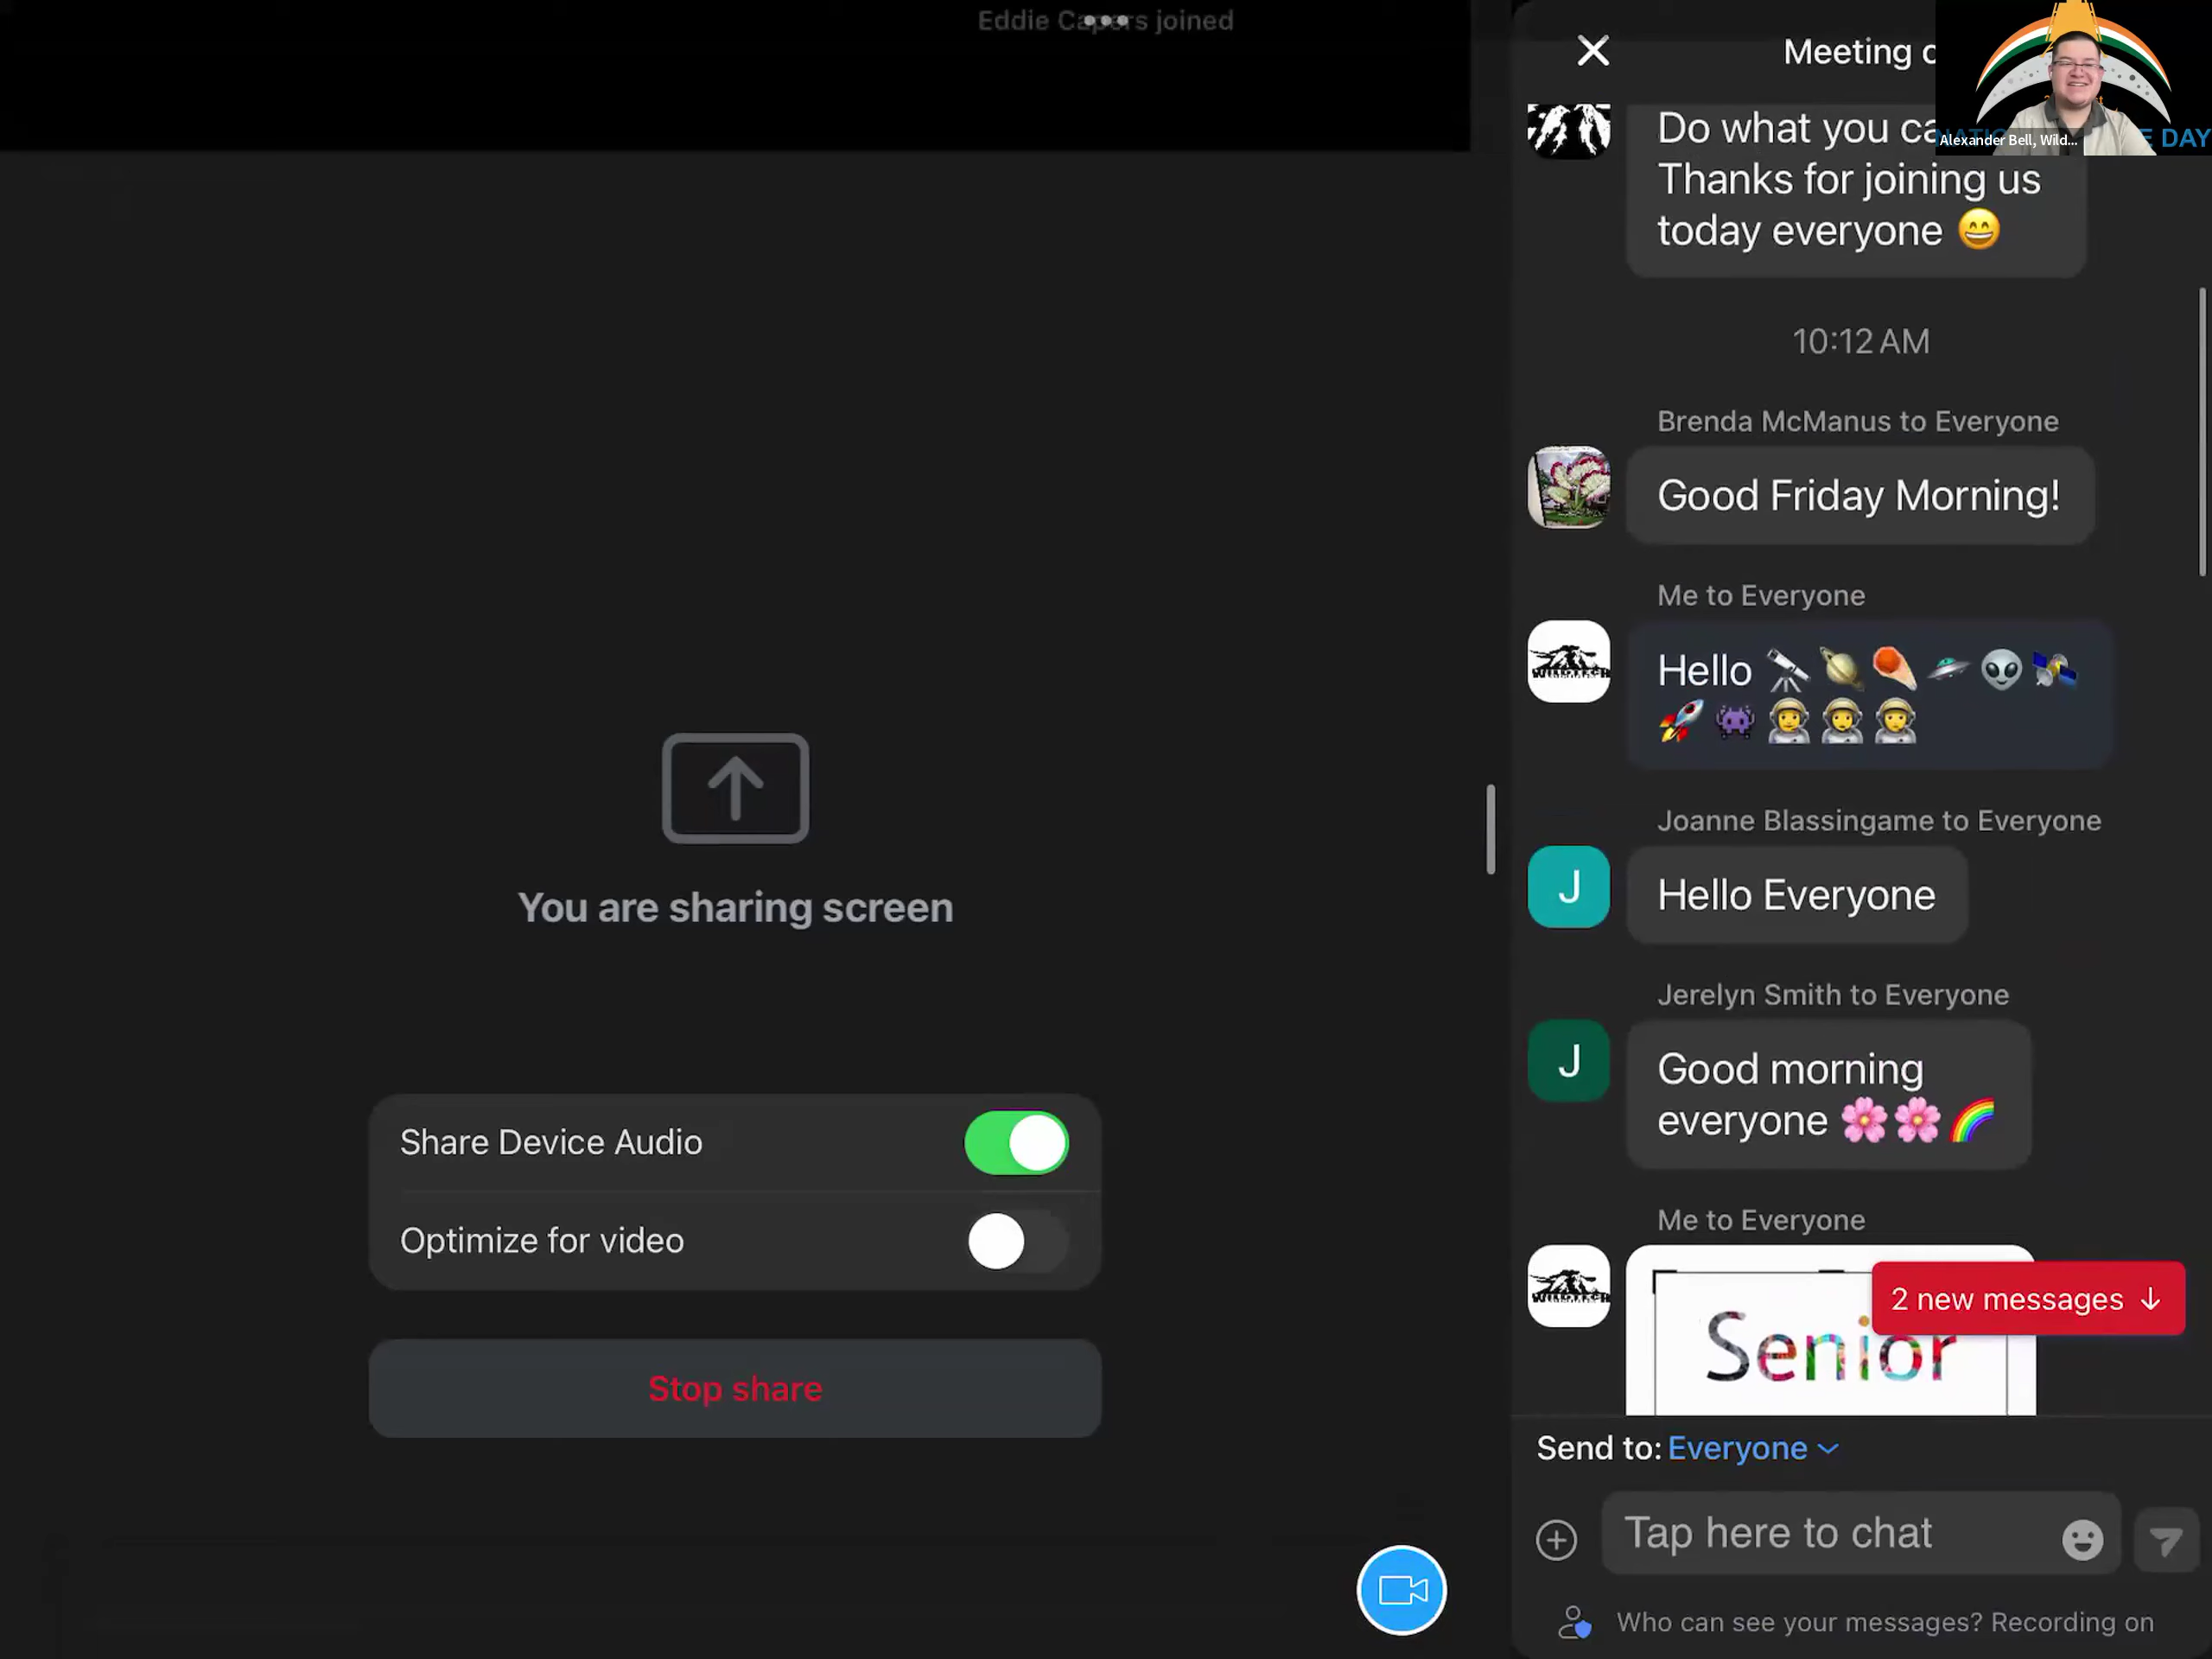 Eddie Capers joined
You are sharing screen
Share Device Audio
Optimize for video
Stop share
Meeting
Alexander Bell, Wild...
E DAY
Do what you
Thanks for joining us
today everyone 😄
10:12 AM
Brenda McManus to Everyone
Good Friday Morning!
Me to Everyone
Hello 🔭🪐☄️🛸👽🛰️
🚀👾🧑‍🚀🧑‍🚀🧑‍🚀
Joanne Blassingame to Everyone
J
Hello Everyone
Jerelyn Smith to Everyone
J
Good morning
everyone 🌸🌸🌈
Me to Everyone
2 new messages ↓
Senior
Send to: Everyone
Tap here to chat
Who can see your messages? Recording on